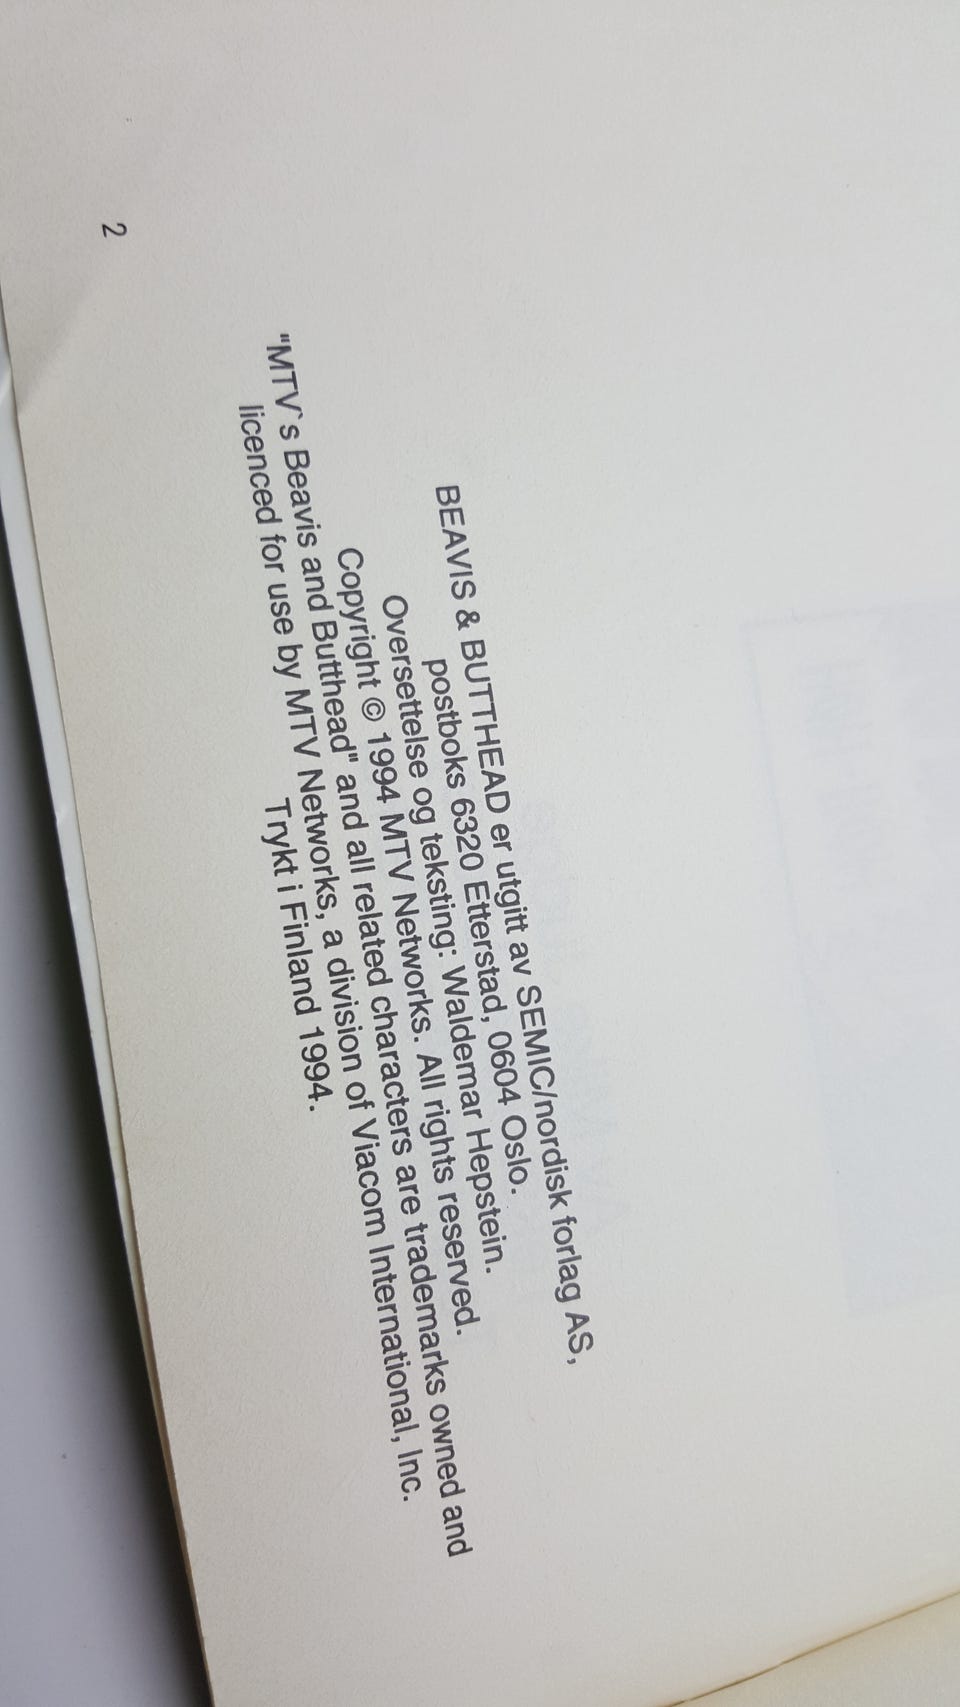 BEAVIS & BUTTHEAD er utgitt av SEMIC/nordisk forlag AS,
postboks 6320 Etterstad, 0604 Oslo.
Oversettelse og teksting: Waldemar Hepstein.
Copyright © 1994 MTV Networks. All rights reserved.
"MTV`s Beavis and Butthead" and all related characters are trademarks owned and
licenced for use by MTV Networks, a division of Viacom International, Inc.
Trykt i Finland 1994.
2